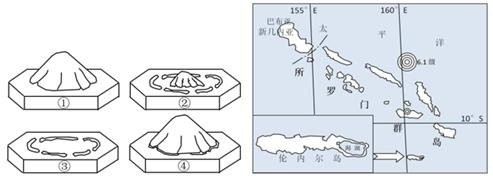 ①
②
③
④
155° E
160° E
巴布亚
新几内亚
太
平
洋
6.1级
所
罗
门
群
岛
10° S
伦内尔岛
潟湖